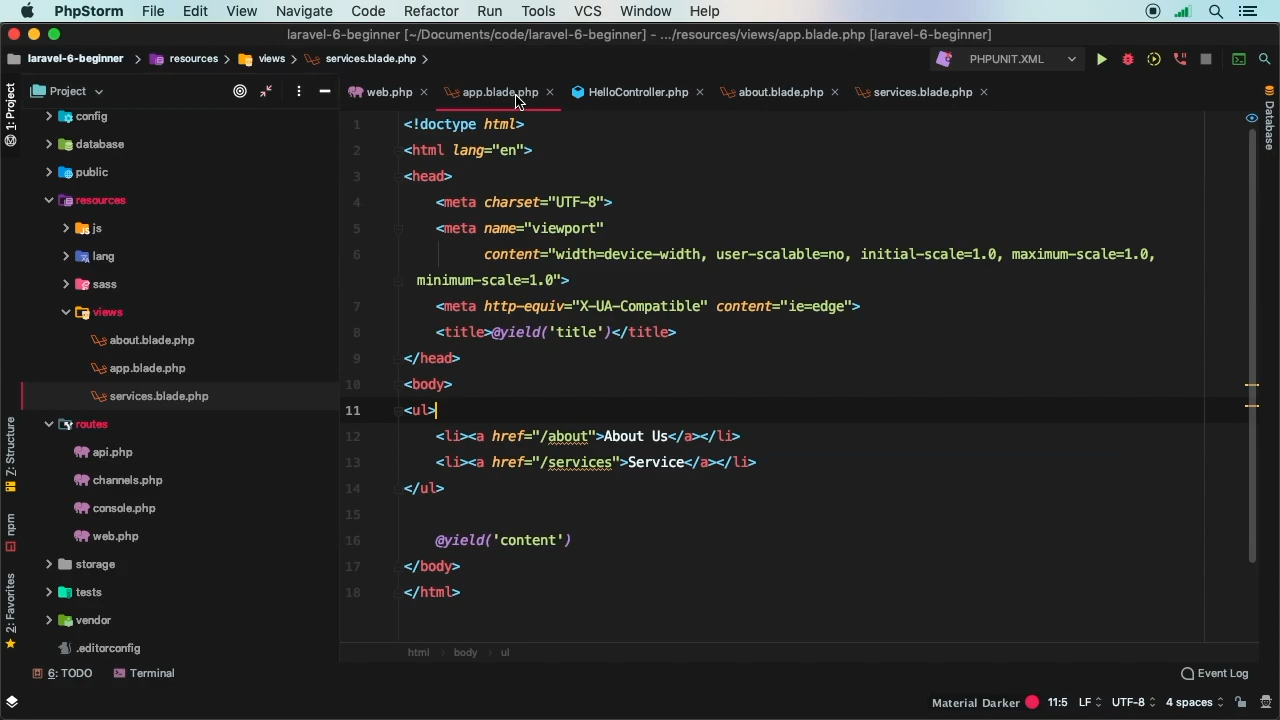 PhpStorm File Edit View Navigate Code Refactor Run Tools VCS Window Help
laravel-6-beginner [~/Documents/code/laravel-6-beginner] - .../resources/views/app.blade.php [laravel-6-beginner]
laravel-6-beginner resources views services.blade.php PHPUNIT.XML
1: Project
Project
web.php app.blade.php HelloController.php about.blade.php services.blade.php
Database
config
database
public
resources
js
lang
sass
views
about.blade.php
app.blade.php
services.blade.php
routes
api.php
channels.php
console.php
web.php
storage
tests
vendor
.editorconfig
7: Structure
npm
2: Favorites
1 <!doctype html>
2 <html lang="en">
3 <head>
4 <meta charset="UTF-8">
5 <meta name="viewport"
6 content="width=device-width, user-scalable=no, initial-scale=1.0, maximum-scale=1.0,
minimum-scale=1.0">
7 <meta http-equiv="X-UA-Compatible" content="ie=edge">
8 <title>@yield('title')</title>
9 </head>
10 <body>
11 <ul>
12 <li><a href="/about">About Us</a></li>
13 <li><a href="/services">Service</a></li>
14 </ul>
15
16 @yield('content')
17 </body>
18 </html>
html body ul
6: TODO Terminal Event Log
Material Darker 11:5 LF UTF-8 4 spaces